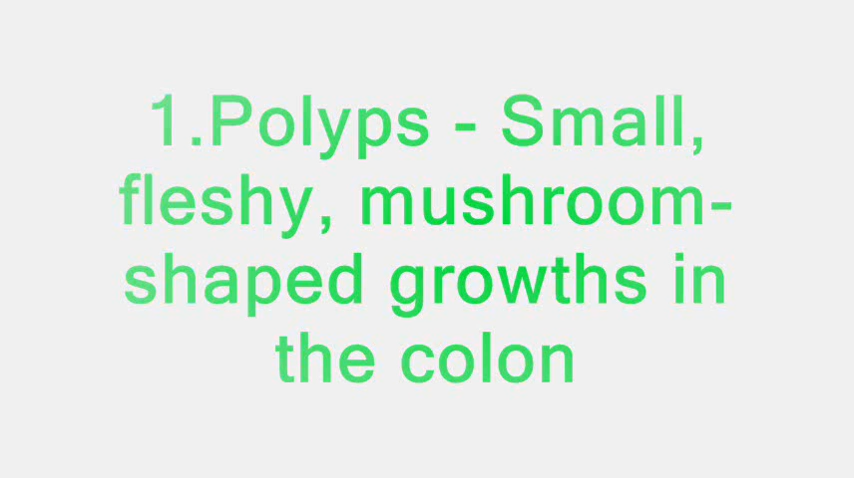 1.Polyps - Small,
fleshy, mushroom-
shaped growths in
the colon